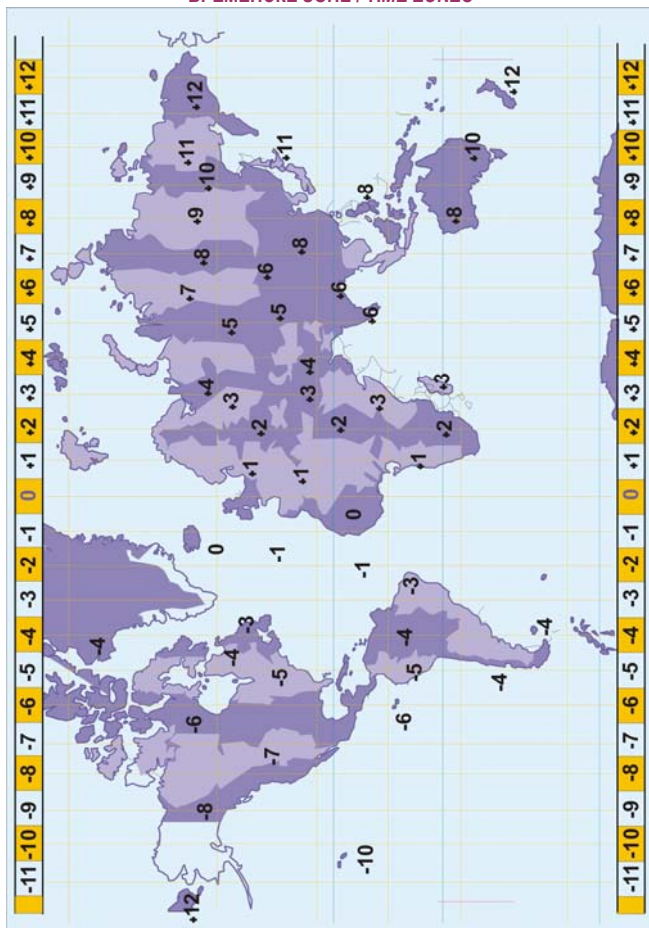 ВРЕМЕНСКЕ ЗОНЕ / TIME ZONES
-11 -10 -9 -8 -7 -6 -5 -4 -3 -2 -1 0 +1 +2 +3 +4 +5 +6 +7 +8 +9 +10 +11 +12
-4
+12 -6 +7 +9 +11 +12
-8 0 +4 +8 +10
-4 +3 +5
-3 +1 +2 +6
-7 -5 -1 +5 +11
+1 +3 +4 +8
0 +2 +6
-10 -1 +6 +8
+3
-6 -5 -4 -3 +1
+2 +3 +8 +10
-5 +12
-4
-11 -10 -9 -8 -7 -6 -5 -4 -3 -2 -1 0 +1 +2 +3 +4 +5 +6 +7 +8 +9 +10 +11 +12